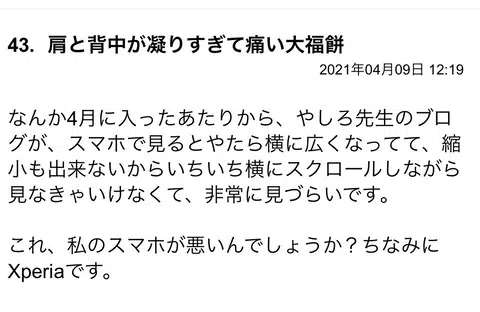 43. 肩と背中が凝りすぎて痛い大福餅
2021年04月09日 12:19
なんか4月に入ったあたりから、やしろ先生のブロ
グが、スマホで見るとやたら横に広くなってて、縮
小も出来ないからいちいち横にスクロールしながら
見なきゃいけなくて、非常に見づらいです。
これ、私のスマホが悪いんでしょうか？ちなみに
Xperiaです。